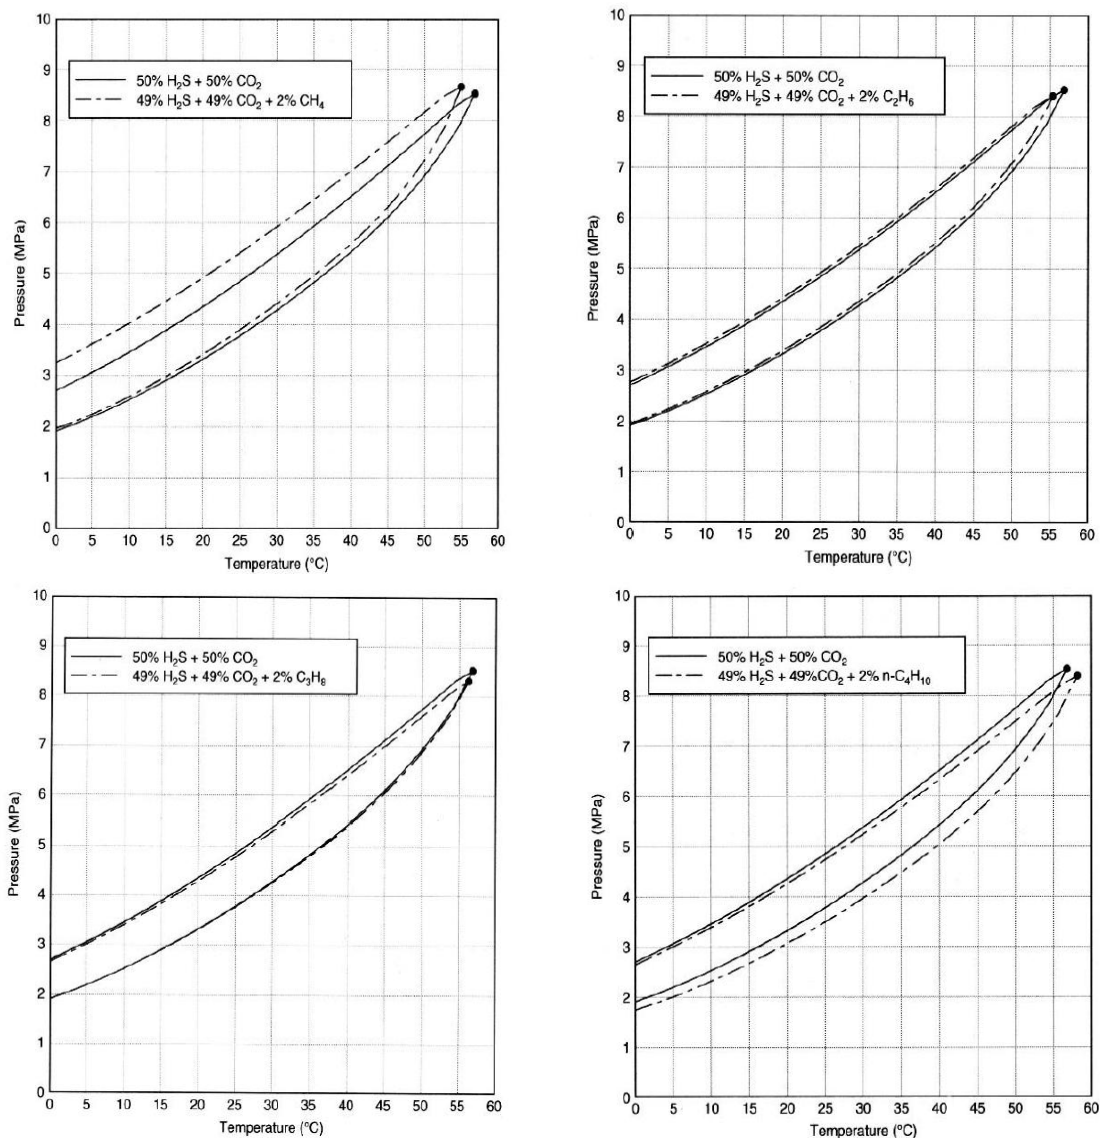 10
9
8
7
6
5
4
3
2
1
0
Pressure (MPa)
50% H₂S + 50% CO₂
49% H₂S + 49% CO₂ + 2% CH₄
0 5 10 15 20 25 30 35 40 45 50 55 60
Temperature (°C)
10
9
8
7
6
5
4
3
2
1
0
Pressure (MPa)
50% H₂S + 50% CO₂
49% H₂S + 49% CO₂ + 2% C₂H₆
0 5 10 15 20 25 30 35 40 45 50 55 60
Temperature (°C)
10
9
8
7
6
5
4
3
2
1
0
Pressure (MPa)
50% H₂S + 50% CO₂
49% H₂S + 49% CO₂ + 2% C₃H₈
0 5 10 15 20 25 30 35 40 45 50 55 60
Temperature (°C)
10
9
8
7
6
5
4
3
2
1
0
Pressure (MPa)
50% H₂S + 50% CO₂
49% H₂S + 49%CO₂ + 2% n-C₄H₁₀
0 5 10 15 20 25 30 35 40 45 50 55 60
Temperature (°C)